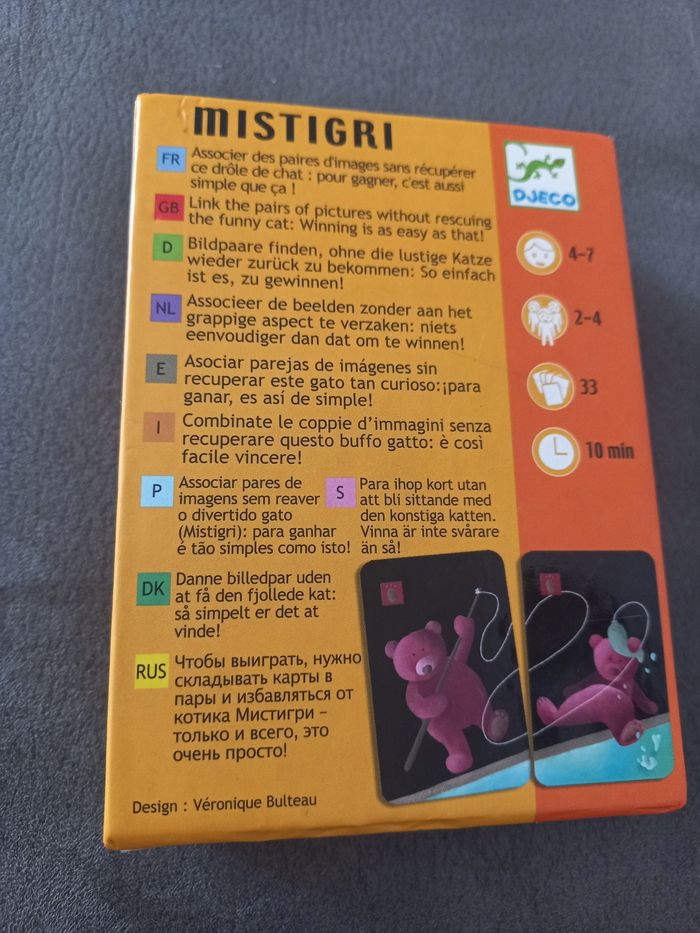 MISTIGRI
FR Associer des paires d'images sans récupérer
ce drôle de chat : pour gagner, c'est aussi
simple que ça !
GB Link the pairs of pictures without rescuing
the funny cat: Winning is as easy as that!
D Bildpaare finden, ohne die lustige Katze
wieder zurück zu bekommen: So einfach
ist es, zu gewinnen!
NL Associeer de beelden zonder aan het
grappige aspect te verzaken: niets
eenvoudiger dan dat om te winnen!
E Asociar parejas de imágenes sin
recuperar este gato tan curioso:¡para
ganar, es así de simple!
I Combinate le coppie d'immagini senza
recuperare questo buffo gatto: è così
facile vincere!
P Associar pares de
imagens sem reaver
o divertido gato
(Mistigri): para ganhar
é tão simples como isto!
S Para ihop kort utan
att bli sittande med
den konstiga katten.
Vinna är inte svårare
än så!
DK Danne billedpar uden
at få den fjollede kat:
så simpelt er det at
vinde!
RUS Чтобы выиграть, нужно
складывать карты в
пары и избавляться от
котика Мистигри –
только и всего, это
очень просто!
Design : Véronique Bulteau
DJECO
4-7
2-4
33
10 min